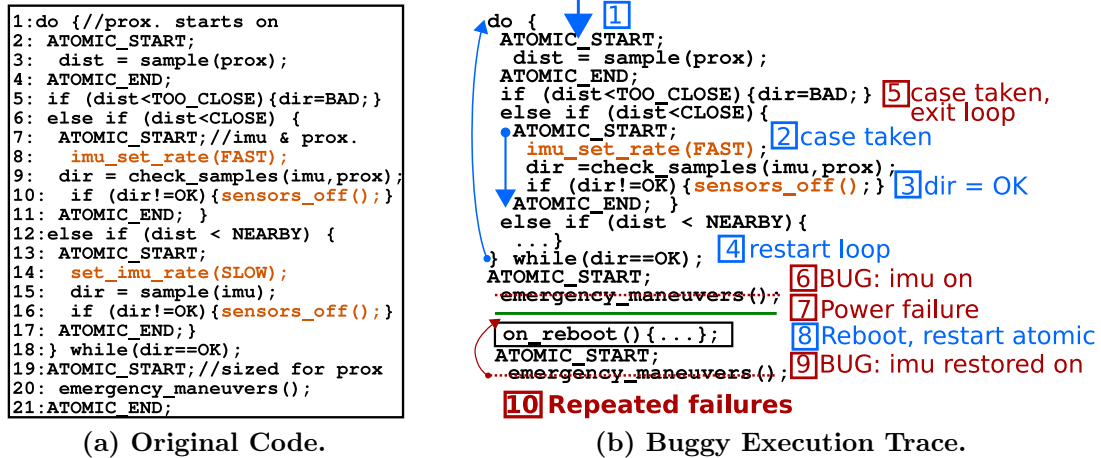 1:do {//prox. starts on
2: ATOMIC_START;
3: dist = sample(prox);
4: ATOMIC_END;
5: if (dist<TOO_CLOSE){dir=BAD;}
6: else if (dist<CLOSE) {
7: ATOMIC_START;//imu & prox.
8: imu_set_rate(FAST);
9: dir = check_samples(imu,prox);
10: if (dir!=OK){sensors_off();}
11: ATOMIC_END; }
12:else if (dist < NEARBY) {
13: ATOMIC_START;
14: set_imu_rate(SLOW);
15: dir = sample(imu);
16: if (dir!=OK){sensors_off();}
17: ATOMIC_END;}
18:} while(dir==OK);
19:ATOMIC_START;//sized for prox
20: emergency_maneuvers();
21:ATOMIC_END;
(a) Original Code.
do {
1
ATOMIC_START;
dist = sample(prox);
ATOMIC_END;
if (dist<TOO_CLOSE){dir=BAD;}
5 case taken,
exit loop
else if (dist<CLOSE){
ATOMIC_START;
2 case taken
imu_set_rate(FAST);
dir =check_samples(imu,prox);
if (dir!=OK){sensors_off();}
3 dir = OK
ATOMIC_END; }
else if (dist < NEARBY){
...}
} while(dir==OK);
4 restart loop
ATOMIC_START;
6 BUG: imu on
emergency_maneuvers();
7 Power failure
on_reboot(){...};
8 Reboot, restart atomic
ATOMIC_START;
9 BUG: imu restored on
emergency_maneuvers();
10 Repeated failures
(b) Buggy Execution Trace.